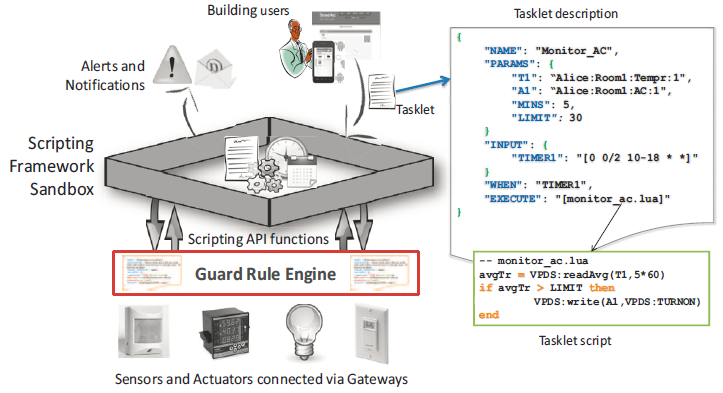 Building users
Tasklet description
Alerts and
Notifications
Tasklet
{
"NAME": "Monitor_AC",
"PARAMS": {
"T1": “Alice:Room1:Tempr:1",
"A1": “Alice:Room1:AC:1",
"MINS": 5,
"LIMIT": 30
}
"INPUT": {
"TIMER1": "[0 0/2 10-18 * *]"
}
"WHEN": "TIMER1",
"EXECUTE": "[monitor_ac.lua]"
}
Scripting
Framework
Sandbox
Scripting API functions
Guard Rule Engine
-- monitor_ac.lua
avgTr = VPDS:readAvg(T1,5*60)
if avgTr > LIMIT then
VPDS:write(A1,VPDS:TURNON)
end
Tasklet script
Sensors and Actuators connected via Gateways